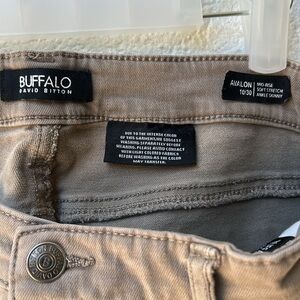 BUFFALO
DAVID BITTON
AVALON
10/30
MID RISE
SOFT STRETCH
ANKLE SKINNY
DUE TO THE INTENSE COLOR
OF THIS GARMENT,WE SUGGEST
WASHING SEPARATELY BEFORE
WEARING. PLEASE AVOID CONTACT
WITH LIGHT COLORED FABRICS
BEFORE WASHING AS THE COLOR
MAY TRANSFER.